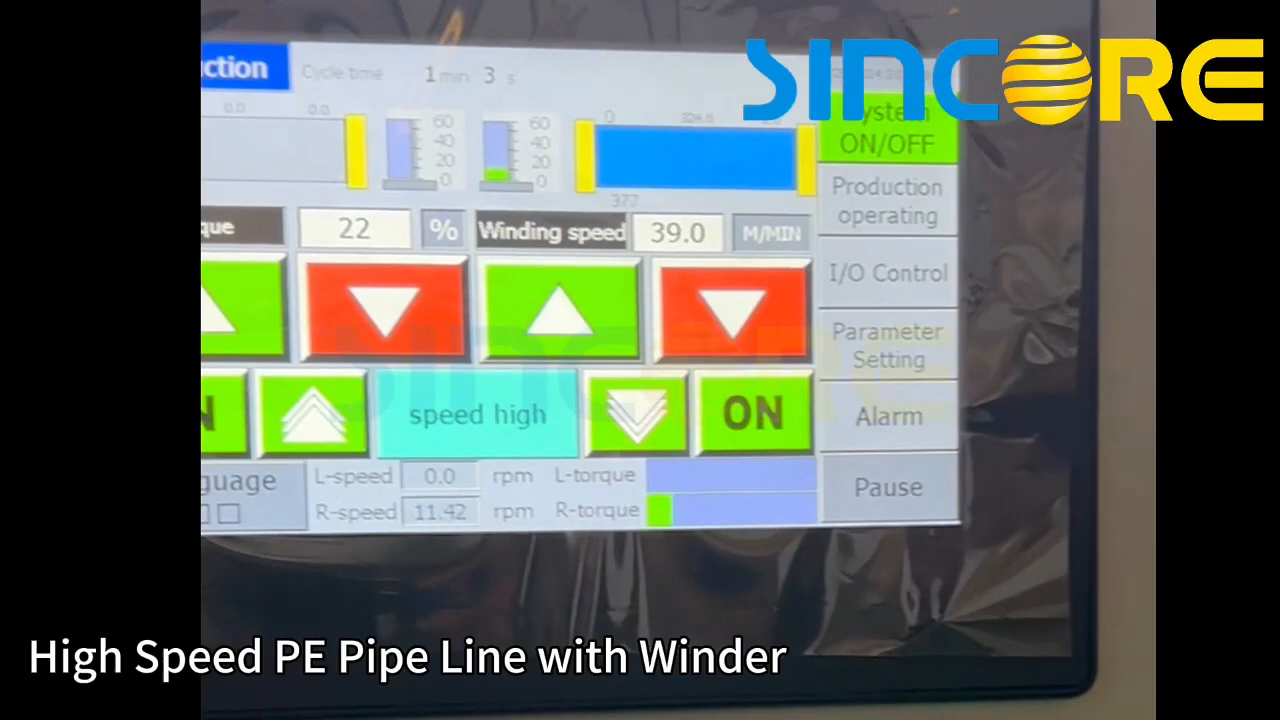 SINCORE
ction
Cycle time 1 min 3 s
0.0 0.0
60 60
40 40
20 20
0 0
0 324.6
377
que 22 % Winding speed 39.0 M/MIN
System
ON/OFF
Production
operating
I/O Control
Parameter
Setting
N speed high ON
Alarm
guage L-speed 0.0 rpm L-torque
R-speed 11.42 rpm R-torque
Pause
SINCORE
High Speed PE Pipe Line with Winder